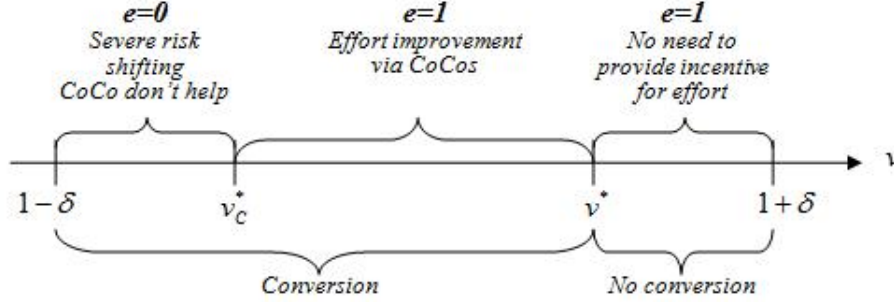 e=0
Severe risk
shifting
CoCo don't help
e=1
Effort improvement
via CoCos
e=1
No need to
provide incentive
for effort
v
1−δ
v*C
v*
1+δ
Conversion
No conversion